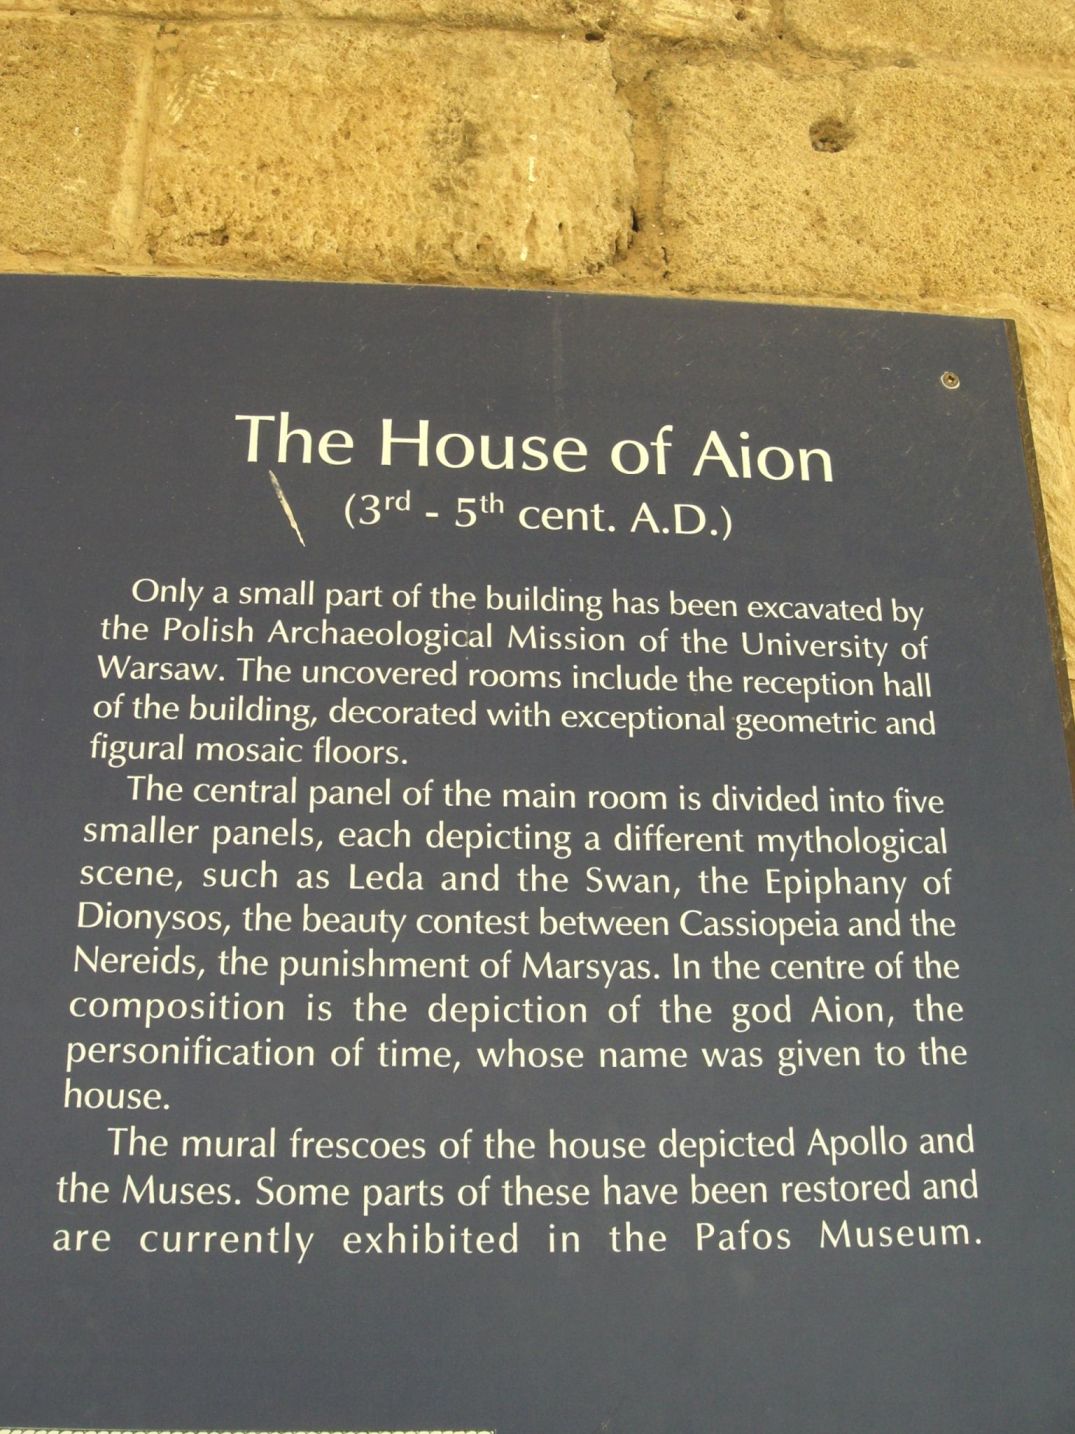 The House of Aion
(3rd - 5th cent. A.D.)
Only a small part of the building has been excavated by
the Polish Archaeological Mission of the University of
Warsaw. The uncovered rooms include the reception hall
of the building, decorated with exceptional geometric and
figural mosaic floors.
The central panel of the main room is divided into five
smaller panels, each depicting a different mythological
scene, such as Leda and the Swan, the Epiphany of
Dionysos, the beauty contest between Cassiopeia and the
Nereids, the punishment of Marsyas. In the centre of the
composition is the depiction of the god Aion, the
personification of time, whose name was given to the
house.
The mural frescoes of the house depicted Apollo and
the Muses. Some parts of these have been restored and
are currently exhibited in the Pafos Museum.